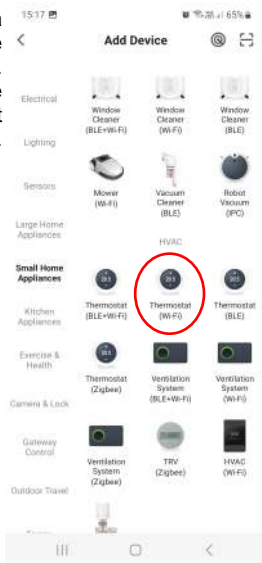 15:17
65%
Add Device
Electrical
Lighting
Sensors
Large Home
Appliances
Small Home
Appliances
Kitchen
Appliances
Exercise &
Health
Camera & Lock
Gateway
Control
Outdoor Travel
Window
Cleaner
(BLE+Wi-Fi)
Window
Cleaner
(Wi-Fi)
Window
Cleaner
(BLE)
Mower
(Wi-Fi)
Vacuum
Cleaner
(BLE)
Robot
Vacuum
(IPC)
HVAC
Thermostat
(BLE+Wi-Fi)
Thermostat
(Wi-Fi)
Thermostat
(BLE)
Thermostat
(Zigbee)
Ventilation
System
(BLE+Wi-Fi)
Ventilation
System
(Wi-Fi)
Ventilation
System
(Zigbee)
TRV
(Zigbee)
HVAC
(Wi-Fi)